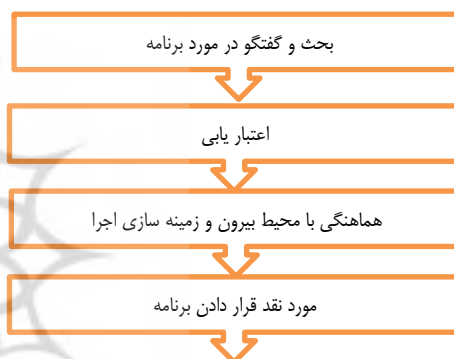 بحث و گفتگو در مورد برنامه
اعتبار یابی
هماهنگی با محیط بیرون و زمینه سازی اجرا
مورد نقد قرار دادن برنامه